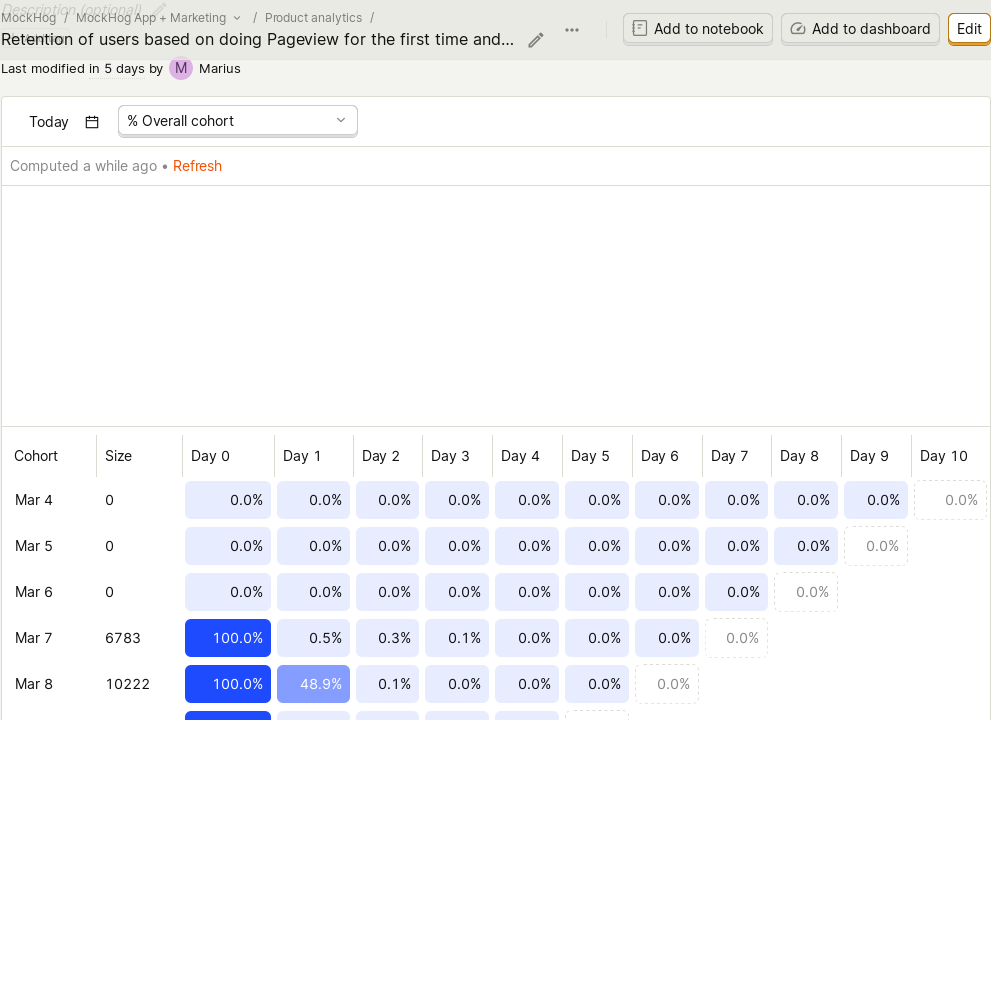 Description (optional)
MockHog / MockHog App + Marketing / Product analytics /
Retention of users based on doing Pageview for the first time and...
Add to notebook
Add to dashboard
Edit
Last modified in 5 days by M Marius
Today
% Overall cohort
Computed a while ago • Refresh
Cohort Size Day 0 Day 1 Day 2 Day 3 Day 4 Day 5 Day 6 Day 7 Day 8 Day 9 Day 10
Mar 4 0 0.0% 0.0% 0.0% 0.0% 0.0% 0.0% 0.0% 0.0% 0.0% 0.0% 0.0%
Mar 5 0 0.0% 0.0% 0.0% 0.0% 0.0% 0.0% 0.0% 0.0% 0.0% 0.0%
Mar 6 0 0.0% 0.0% 0.0% 0.0% 0.0% 0.0% 0.0% 0.0% 0.0%
Mar 7 6783 100.0% 0.5% 0.3% 0.1% 0.0% 0.0% 0.0% 0.0%
Mar 8 10222 100.0% 48.9% 0.1% 0.0% 0.0% 0.0% 0.0%